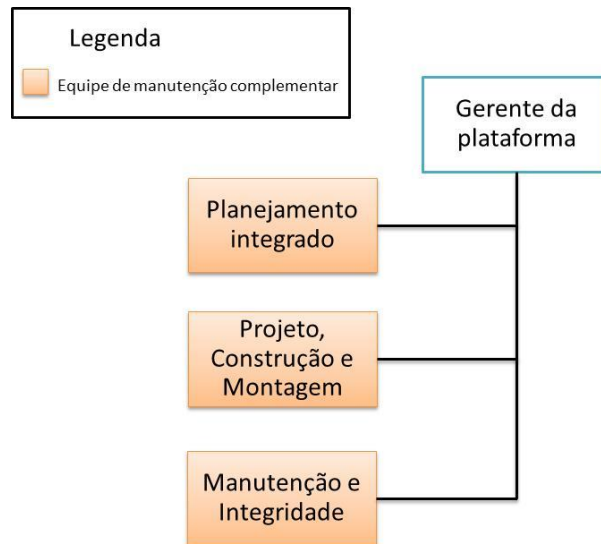 Legenda
Equipe de manutenção complementar
Gerente da
plataforma
Planejamento
integrado
Projeto,
Construção e
Montagem
Manutenção e
Integridade